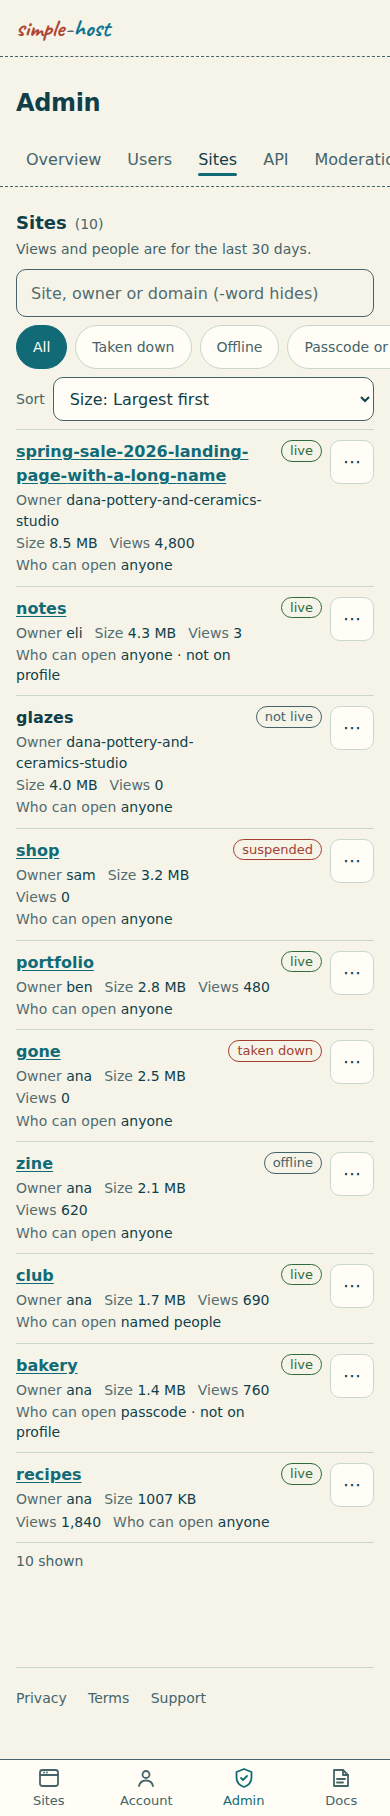 simple-host
Admin
Overview Users Sites API Moderatio
Sites (10)
Views and people are for the last 30 days.
Site, owner or domain (-word hides)
All Taken down Offline Passcode or
Sort Size: Largest first
spring-sale-2026-landing- live ···
page-with-a-long-name
Owner dana-pottery-and-ceramics-
studio
Size 8.5 MB Views 4,800
Who can open anyone
notes live ···
Owner eli Size 4.3 MB Views 3
Who can open anyone · not on
profile
glazes not live ···
Owner dana-pottery-and-
ceramics-studio
Size 4.0 MB Views 0
Who can open anyone
shop suspended ···
Owner sam Size 3.2 MB
Views 0
Who can open anyone
portfolio live ···
Owner ben Size 2.8 MB Views 480
Who can open anyone
gone taken down ···
Owner ana Size 2.5 MB
Views 0
Who can open anyone
zine offline ···
Owner ana Size 2.1 MB
Views 620
Who can open anyone
club live ···
Owner ana Size 1.7 MB Views 690
Who can open named people
bakery live ···
Owner ana Size 1.4 MB Views 760
Who can open passcode · not on
profile
recipes live ···
Owner ana Size 1007 KB
Views 1,840 Who can open anyone
10 shown
Privacy Terms Support
Sites Account Admin Docs